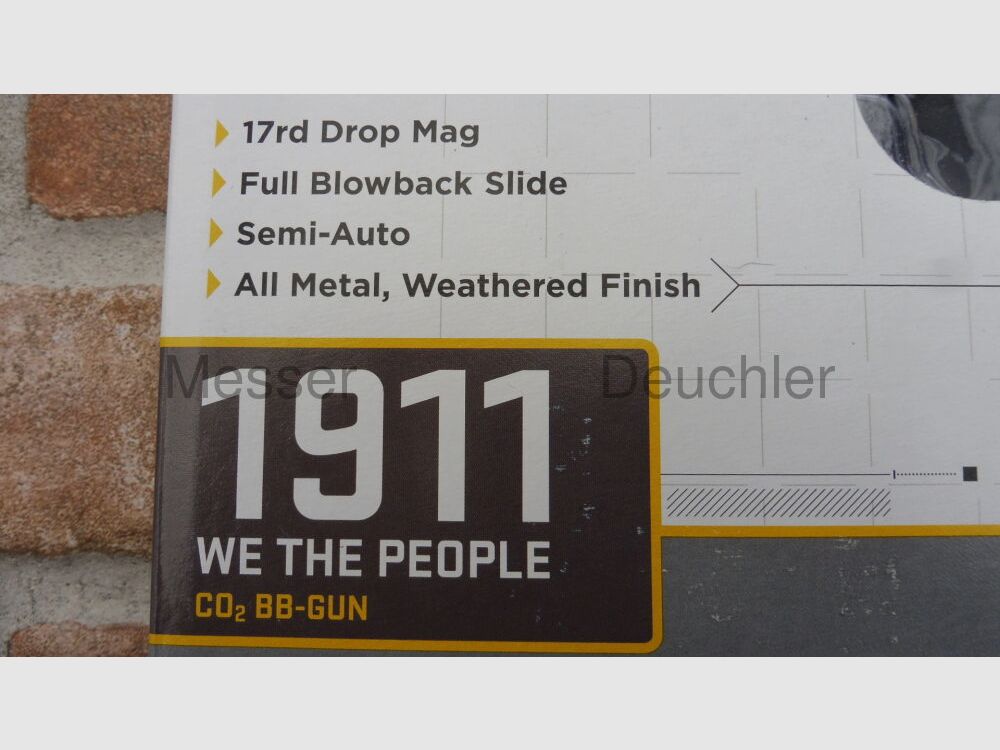 17rd Drop Mag
Full Blowback Slide
Semi-Auto
All Metal, Weathered Finish
Messer Deuchler
1911
WE THE PEOPLE
CO₂ BB-GUN